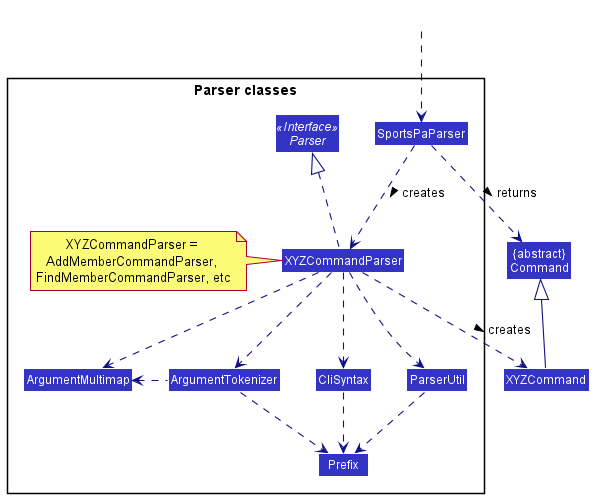 Parser classes
«Interface»
Parser
SportsPaParser
creates
returns
XYZCommandParser =
AddMemberCommandParser,
FindMemberCommandParser, etc
XYZCommandParser
{abstract}
Command
creates
ArgumentMultimap
ArgumentTokenizer
CliSyntax
ParserUtil
XYZCommand
Prefix